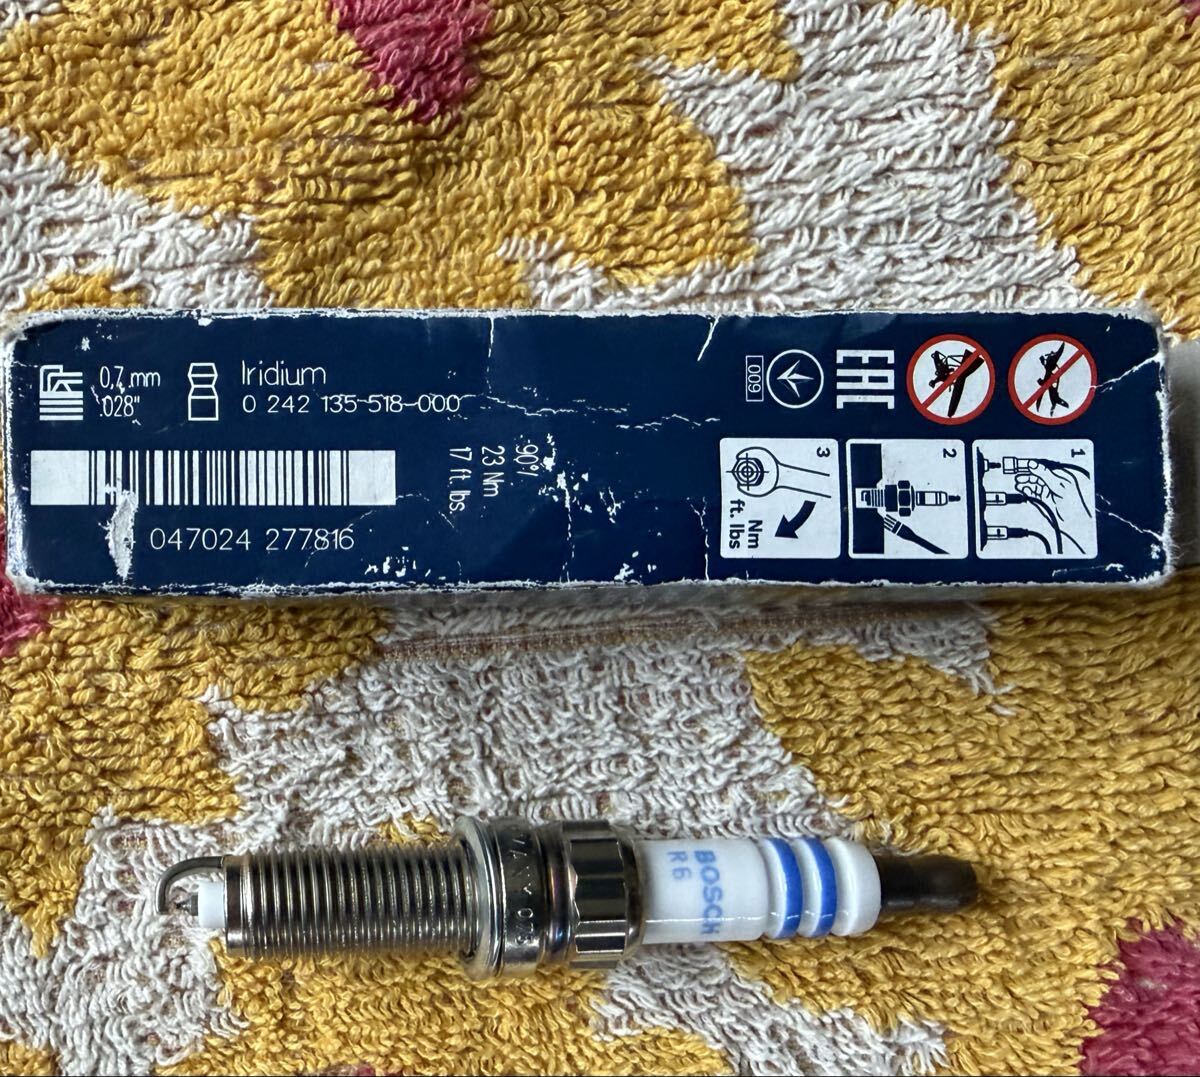 0,7 mm
.028"
Iridium
0 242 135 518-000
047024 277816
90°/
23 Nm
17 ft. lbs
009
EAC
3
Nm
ft. lbs
2
1
BOSCH
R6